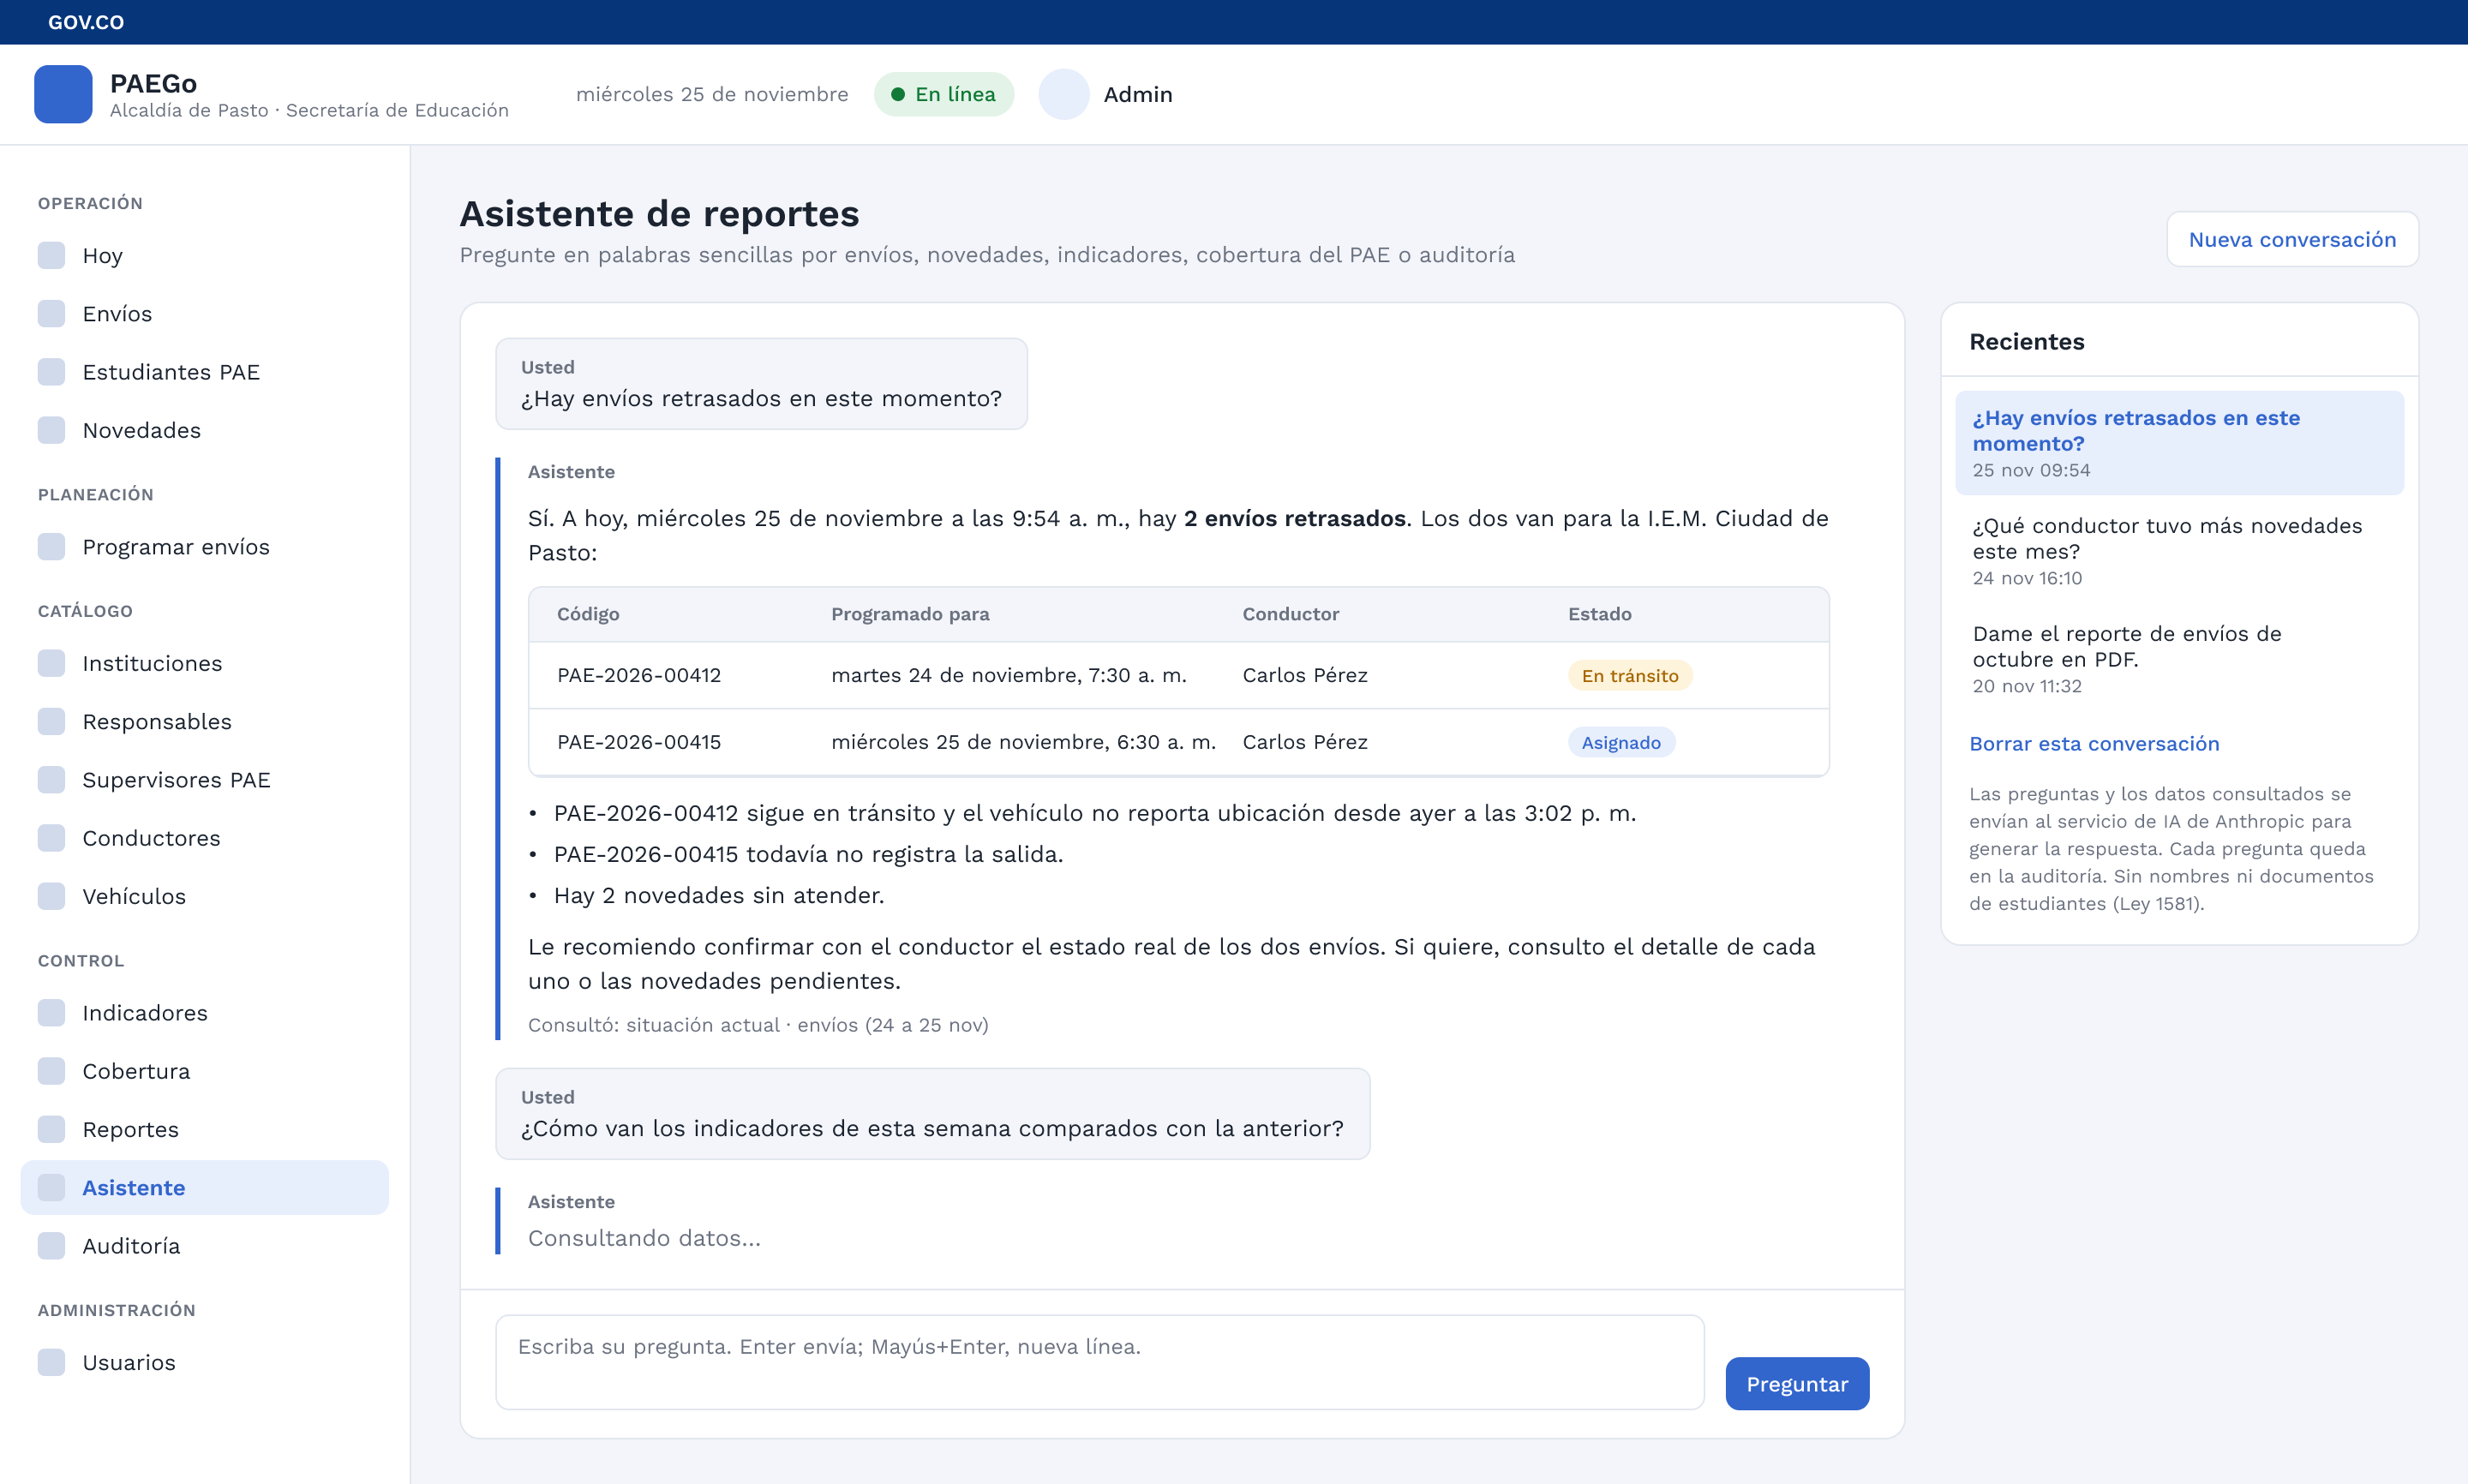 GOV.CO
PAEGo
Alcaldía de Pasto · Secretaría de Educación
miércoles 25 de noviembre
En línea
Admin
OPERACIÓN
Hoy
Envíos
Estudiantes PAE
Novedades
PLANEACIÓN
Programar envíos
CATÁLOGO
Instituciones
Responsables
Supervisores PAE
Conductores
Vehículos
CONTROL
Indicadores
Cobertura
Reportes
Asistente
Auditoría
ADMINISTRACIÓN
Usuarios
Asistente de reportes
Pregunte en palabras sencillas por envíos, novedades, indicadores, cobertura del PAE o auditoría
Nueva conversación
Usted
¿Hay envíos retrasados en este momento?
Asistente
Sí. A hoy, miércoles 25 de noviembre a las 9:54 a. m., hay 2 envíos retrasados. Los dos van para la I.E.M. Ciudad de
Pasto:
Código Programado para Conductor Estado
PAE-2026-00412 martes 24 de noviembre, 7:30 a. m. Carlos Pérez En tránsito
PAE-2026-00415 miércoles 25 de noviembre, 6:30 a. m. Carlos Pérez Asignado
• PAE-2026-00412 sigue en tránsito y el vehículo no reporta ubicación desde ayer a las 3:02 p. m.
• PAE-2026-00415 todavía no registra la salida.
• Hay 2 novedades sin atender.
Le recomiendo confirmar con el conductor el estado real de los dos envíos. Si quiere, consulto el detalle de cada
uno o las novedades pendientes.
Consultó: situación actual · envíos (24 a 25 nov)
Usted
¿Cómo van los indicadores de esta semana comparados con la anterior?
Asistente
Consultando datos...
Escriba su pregunta. Enter envía; Mayús+Enter, nueva línea.
Preguntar
Recientes
¿Hay envíos retrasados en este
momento?
25 nov 09:54
¿Qué conductor tuvo más novedades
este mes?
24 nov 16:10
Dame el reporte de envíos de
octubre en PDF.
20 nov 11:32
Borrar esta conversación
Las preguntas y los datos consultados se
envían al servicio de IA de Anthropic para
generar la respuesta. Cada pregunta queda
en la auditoría. Sin nombres ni documentos
de estudiantes (Ley 1581).